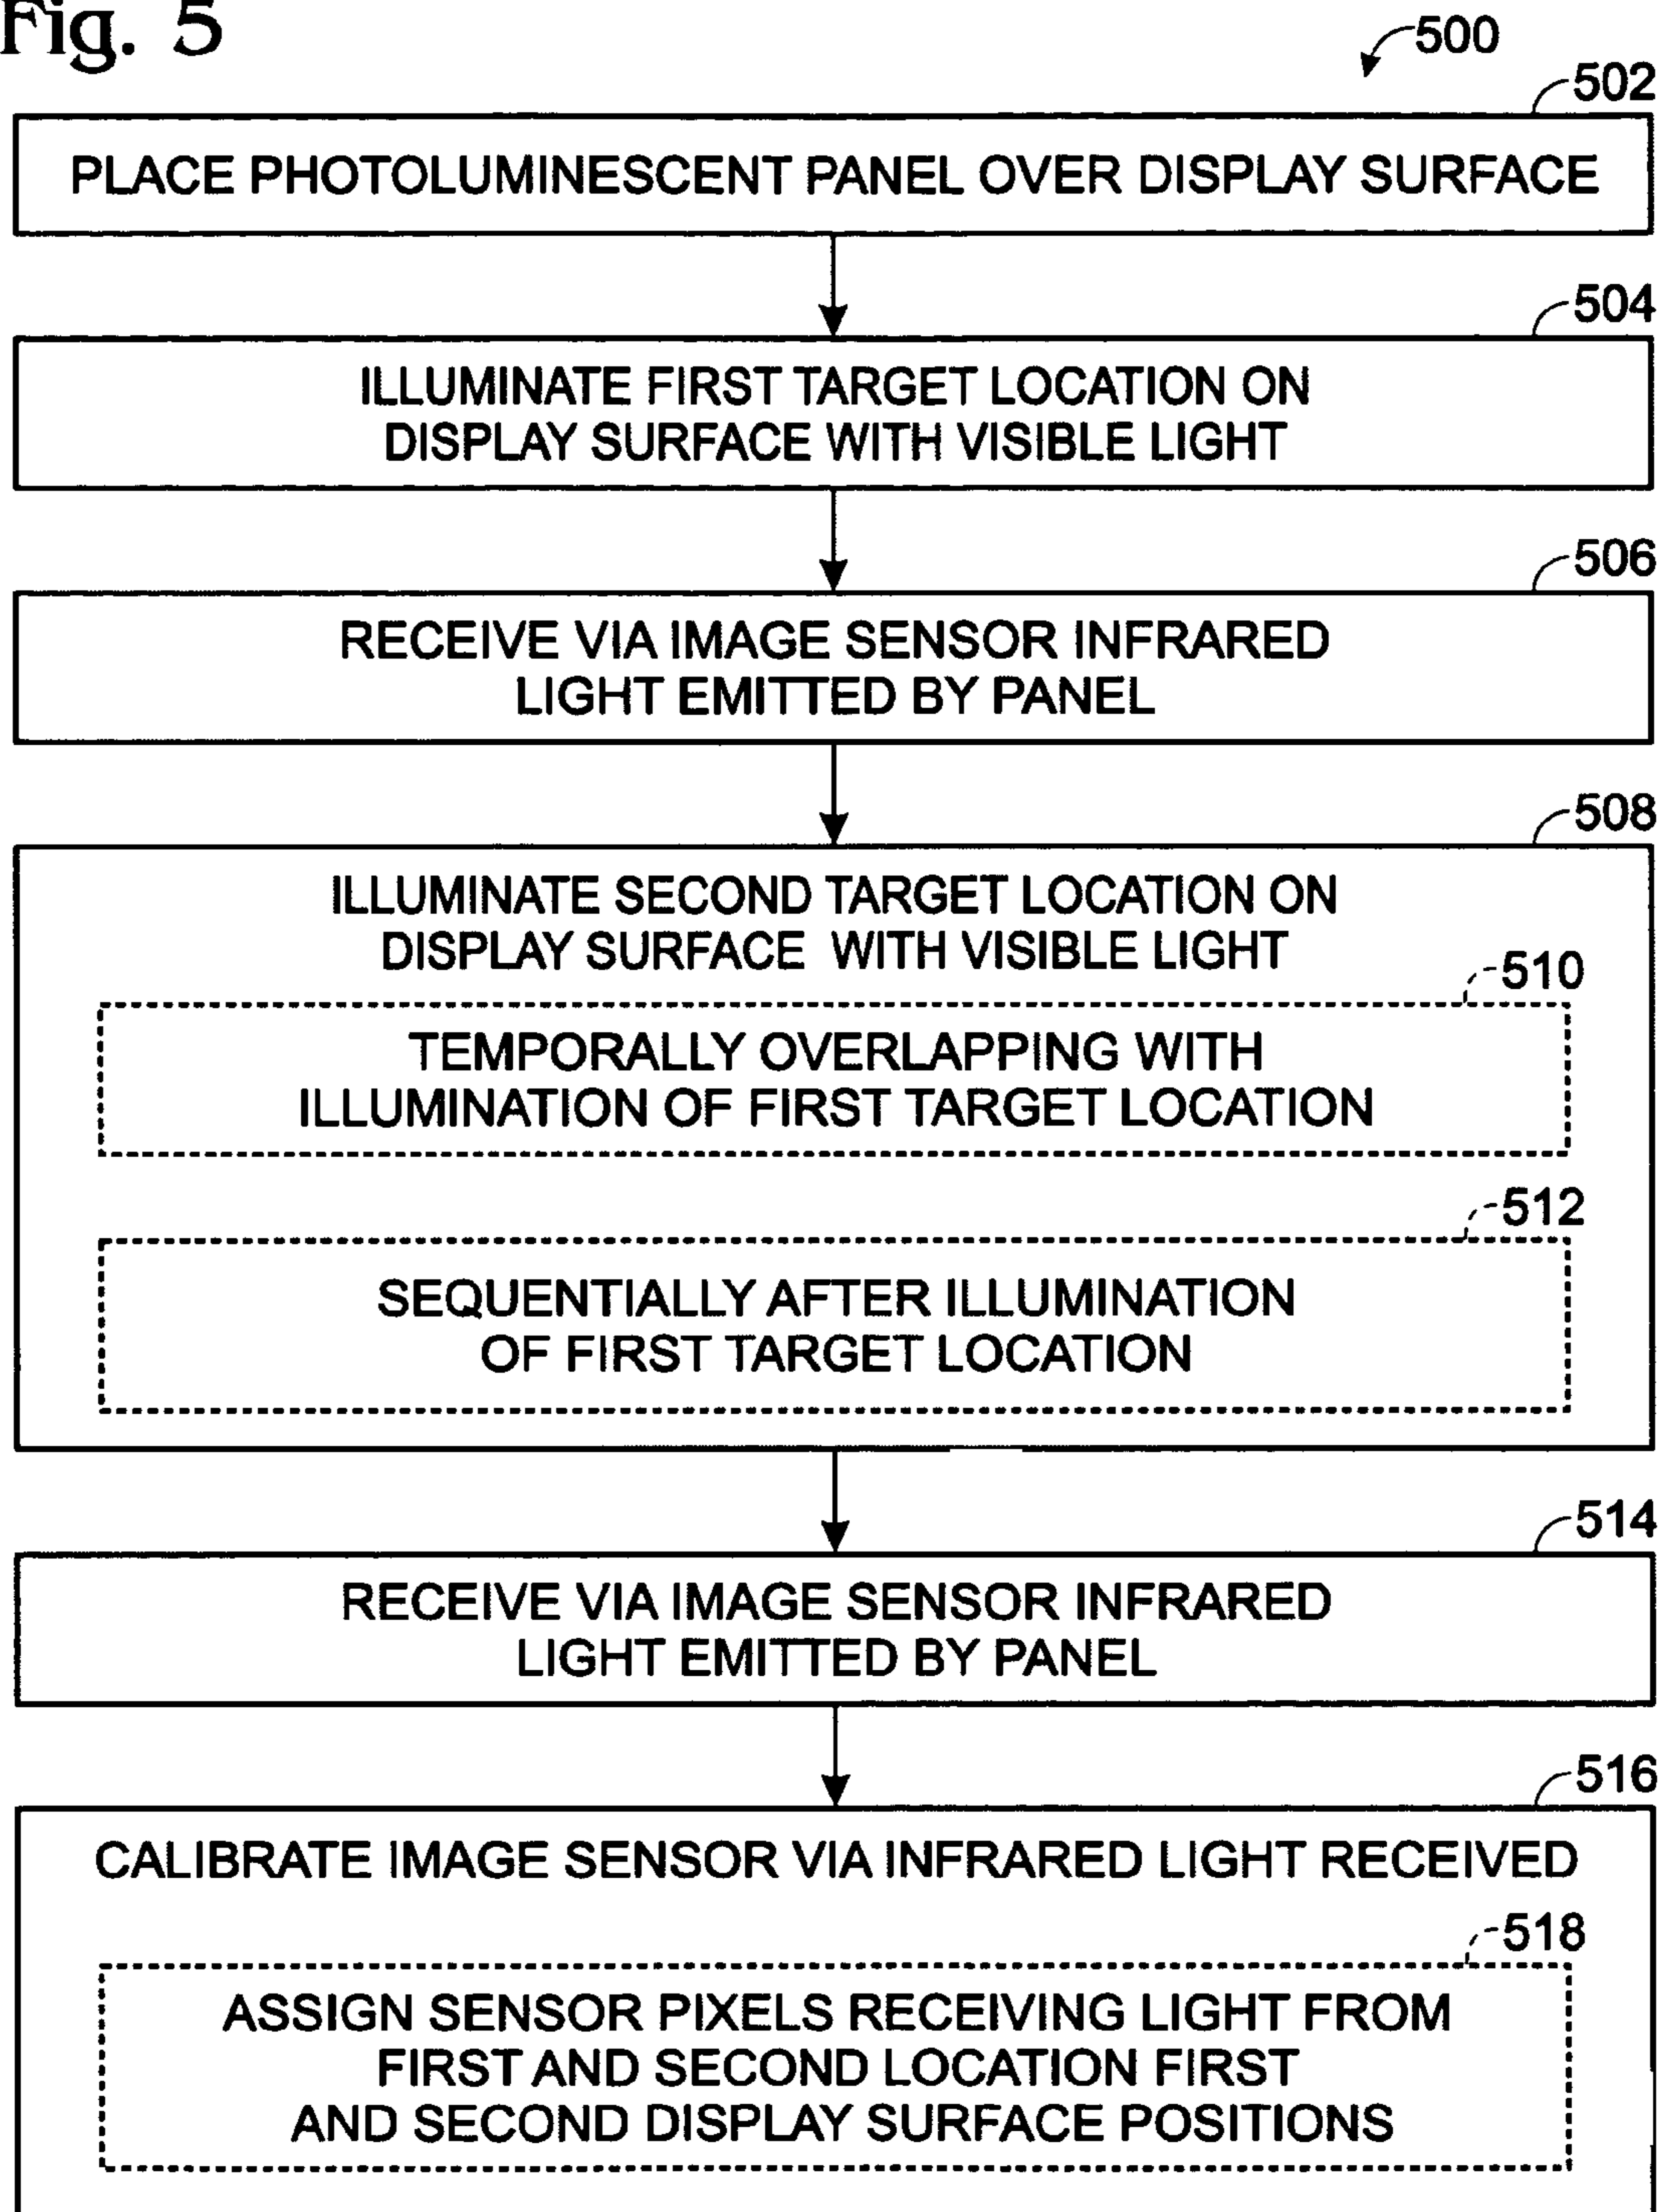 Fig. 5
500
502
PLACE PHOTOLUMINESCENT PANEL OVER DISPLAY SURFACE
504
ILLUMINATE FIRST TARGET LOCATION ON
DISPLAY SURFACE WITH VISIBLE LIGHT
506
RECEIVE VIA IMAGE SENSOR INFRARED
LIGHT EMITTED BY PANEL
508
ILLUMINATE SECOND TARGET LOCATION ON
DISPLAY SURFACE WITH VISIBLE LIGHT
510
TEMPORALLY OVERLAPPING WITH
ILLUMINATION OF FIRST TARGET LOCATION
512
SEQUENTIALLY AFTER ILLUMINATION
OF FIRST TARGET LOCATION
514
RECEIVE VIA IMAGE SENSOR INFRARED
LIGHT EMITTED BY PANEL
516
CALIBRATE IMAGE SENSOR VIA INFRARED LIGHT RECEIVED
518
ASSIGN SENSOR PIXELS RECEIVING LIGHT FROM
FIRST AND SECOND LOCATION FIRST
AND SECOND DISPLAY SURFACE POSITIONS